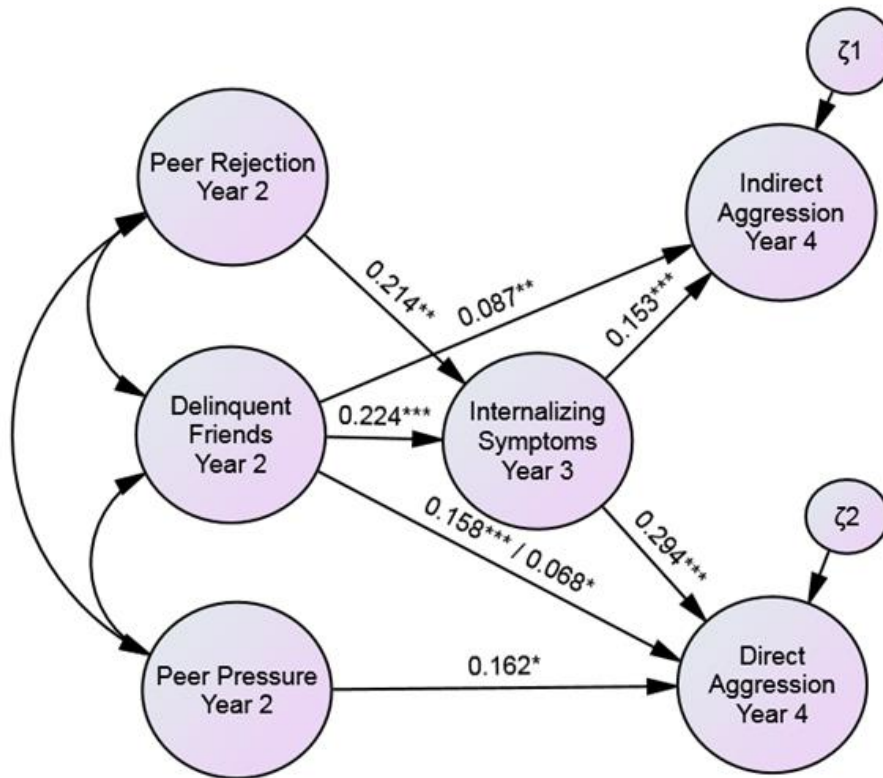 ζ1
Peer Rejection
Year 2
Indirect
Aggression
Year 4
0.214**
0.087**
0.153***
Delinquent
Friends
Year 2
0.224***
Internalizing
Symptoms
Year 3
0.158*** / 0.068*
0.294***
ζ2
Peer Pressure
Year 2
0.162*
Direct
Aggression
Year 4